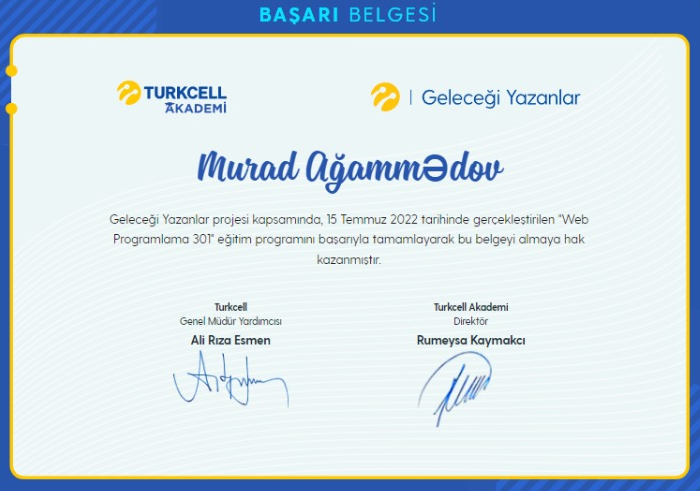 BAŞARI BELGESİ
TURKCELL
AKADEMİ
Geleceği Yazanlar
Murad Ağammədov
Geleceği Yazanlar projesi kapsamında, 15 Temmuz 2022 tarihinde gerçekleştirilen "Web
Programlama 301" eğitim programını başarıyla tamamlayarak bu belgeyi almaya hak
kazanmıştır.
Turkcell
Genel Müdür Yardımcısı
Ali Rıza Esmen
Turkcell Akademi
Direktör
Rumeysa Kaymakcı